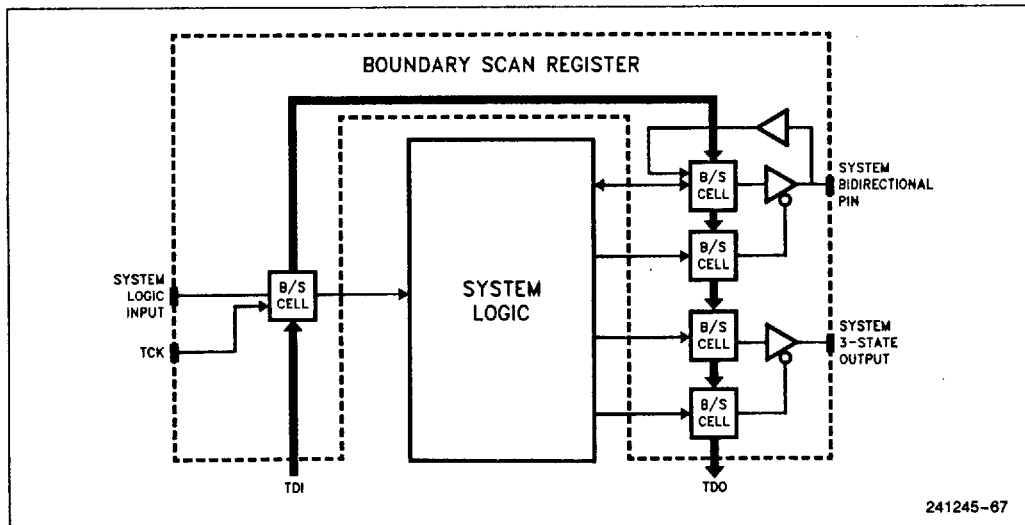 BOUNDARY SCAN REGISTER
B/S
CELL
SYSTEM
BIDIRECTIONAL
PIN
B/S
CELL
SYSTEM
LOGIC
INPUT
TCK
B/S
CELL
SYSTEM
LOGIC
B/S
CELL
SYSTEM
3-STATE
OUTPUT
B/S
CELL
TDI
TDO
241245-67